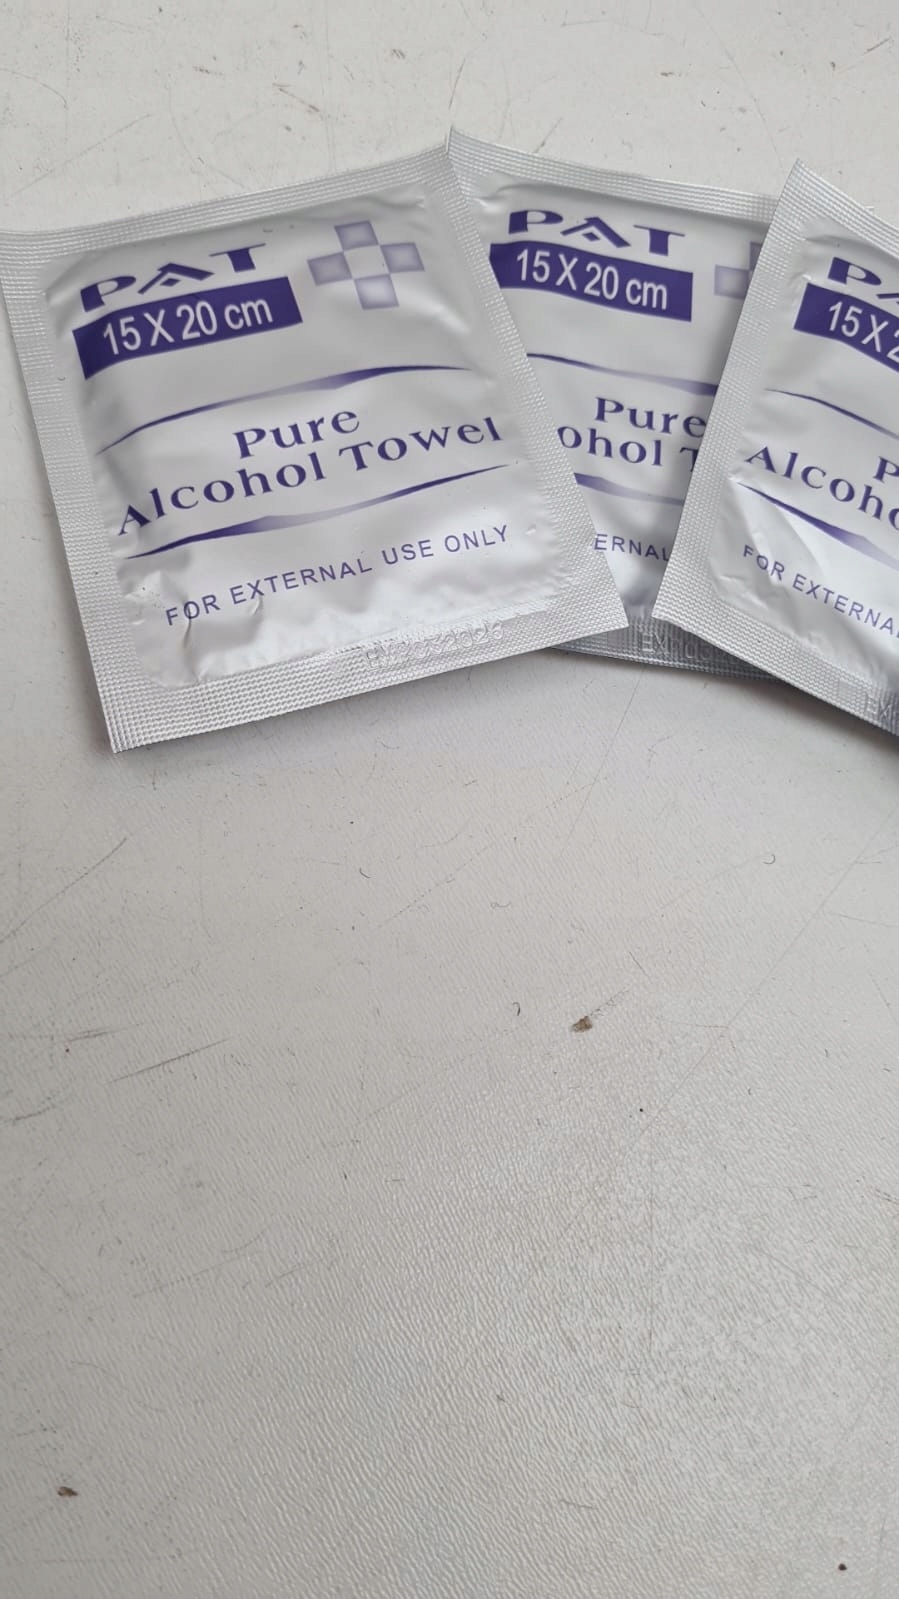 PAT
15 X 20 cm
Pure
Alcohol Towel
FOR EXTERNAL USE ONLY
PAT
15 X 20 cm
Pure
ohol T
ERNAL
PA
15 X 2
P
Alcoho
FOR EXTERNA